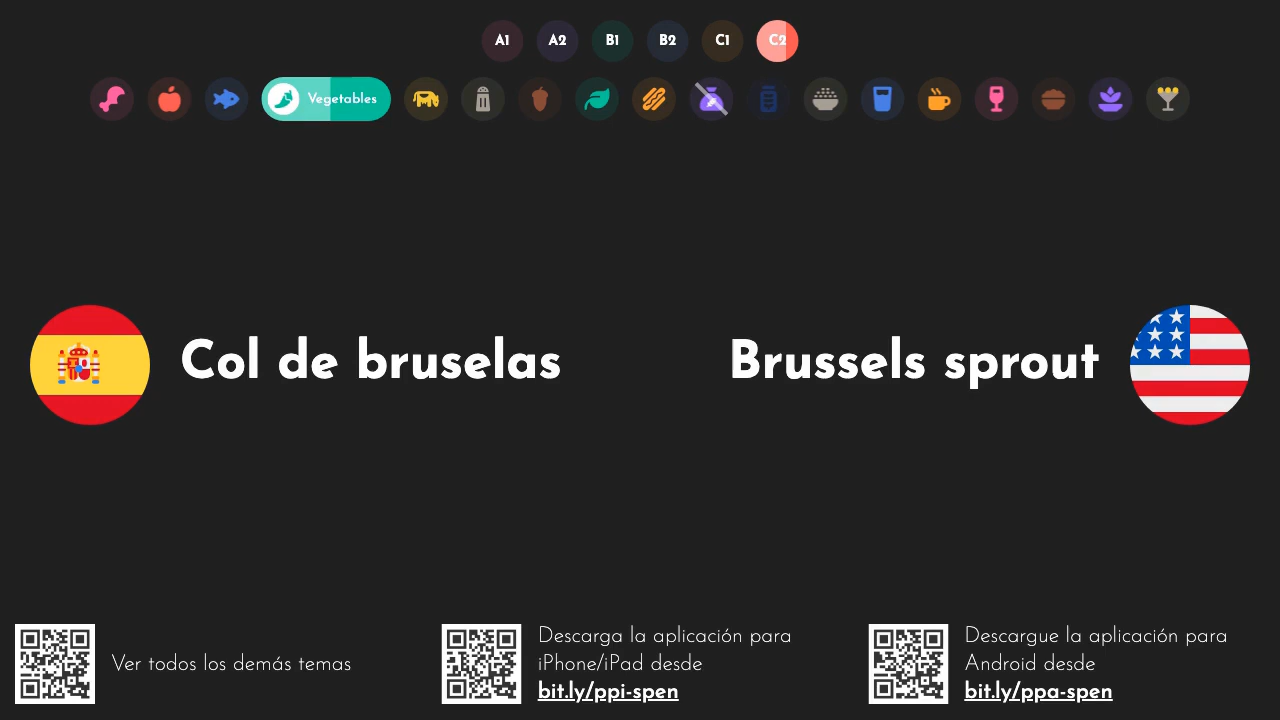 A1 A2 B1 B2 C1 C2
Vegetables
Col de bruselas
Brussels sprout
Ver todos los demás temas
Descarga la aplicación para
iPhone/iPad desde
bit.ly/ppi-spen
Descargue la aplicación para
Android desde
bit.ly/ppa-spen